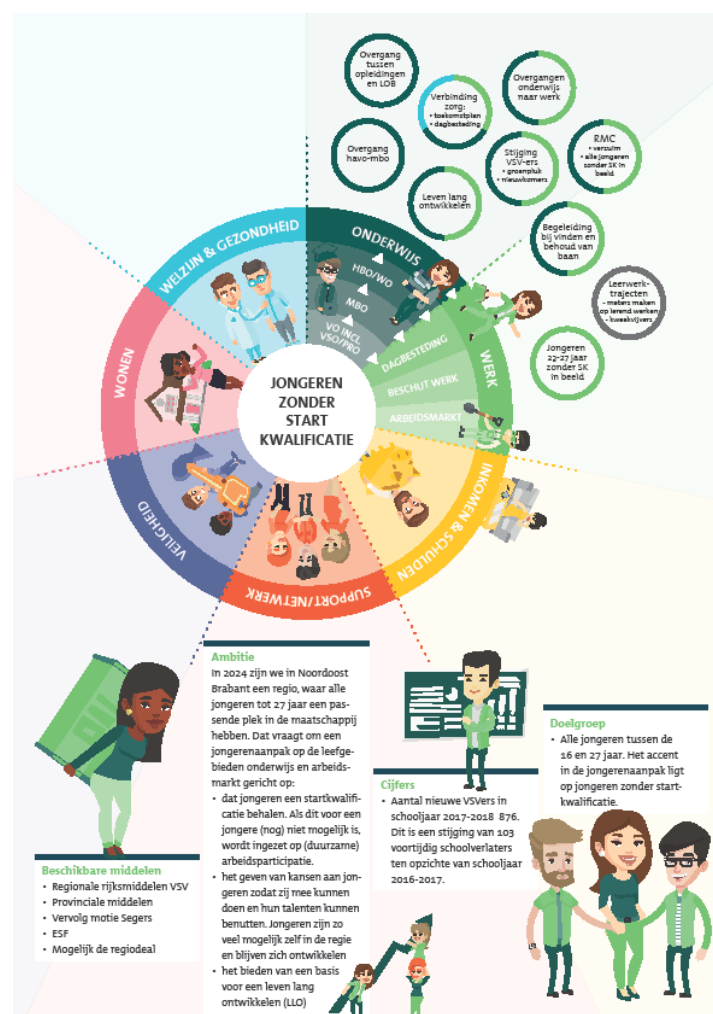 Overgang
tussen
opleidingen
en LOB
Verbinding
zorg:
• toekomstplan
• dagbesteding
Overgangen
onderwijs
naar werk
Overgang
havo-mbo
Stijging
VSV-ers
• groenpluk
• nieuwkomers
RMC
• verzuim
• alle jongeren
zonder SK in
beeld
Leven lang
ontwikkelen
Begeleiding
bij vinden en
behoud van
baan
Leerwerk-
trajecten
- meters maken
op lerend werken
- kweekvijvers
Jongeren
23-27 jaar
zonder SK
in beeld
WELZIJN & GEZONDHEID
ONDERWIJS
HBO/WO
MBO
VO INCL
VSO/PRO
WERK
DAGBESTEDING
BESCHUT WERK
ARBEIDSMARKT
INKOMEN & SCHULDEN
SUPPORT/NETWERK
VEILIGHEID
WONEN
JONGEREN
ZONDER
START
KWALIFICATIE
Ambitie
In 2024 zijn we in Noordoost
Brabant een regio, waar alle
jongeren tot 27 jaar een pas-
sende plek in de maatschappij
hebben. Dat vraagt om een
jongerenaanpak op de leefge-
bieden onderwijs en arbeids-
markt gericht op:
• dat jongeren een startkwalifi-
catie behalen. Als dit voor een
jongere (nog) niet mogelijk is,
wordt ingezet op (duurzame)
arbeidsparticipatie.
• het geven van kansen aan jon-
geren zodat zij mee kunnen
doen en hun talenten kunnen
benutten. Jongeren zijn zo
veel mogelijk zelf in de regie
en blijven zich ontwikkelen
• het bieden van een basis
voor een leven lang
ontwikkelen (LLO)
Beschikbare middelen
• Regionale rijksmiddelen VSV
• Provinciale middelen
• Vervolg motie Segers
• ESF
• Mogelijk de regiodeal
Cijfers
• Aantal nieuwe VSVers in
schooljaar 2017-2018 876.
Dit is een stijging van 103
voortijdig schoolverlaters
ten opzichte van schooljaar
2016-2017.
Doelgroep
• Alle jongeren tussen de
16 en 27 jaar. Het accent
in de jongerenaanpak ligt
op jongeren zonder start-
kwalificatie.